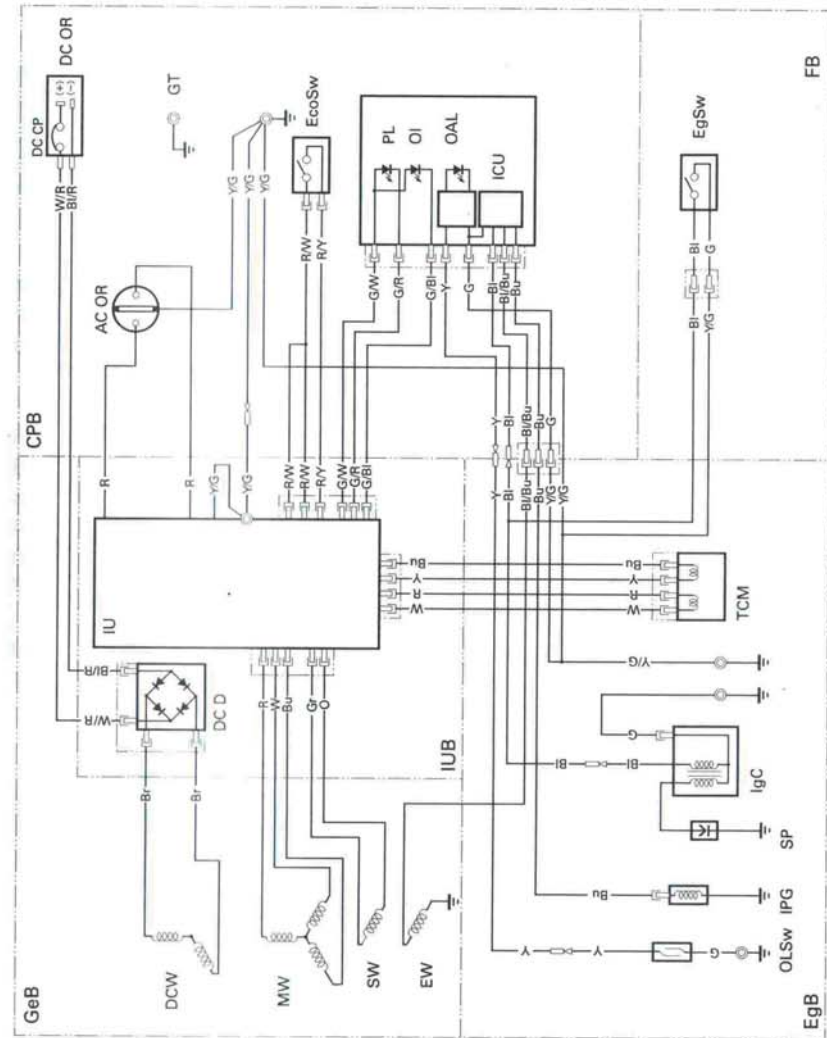 CPB
DC CP
DC OR
(+)
(−)
W/R
Bl/R
GT
AC OR
R
R
Y/G
Y/G
Y/G
Y/G
Y/G
EcoSw
R/W
R/Y
PL
OI
OAL
ICU
G/W
G/R
G/Bl
Y
G
Bl
Bl/Bu
Bu
R/W
R/W
R/Y
G/W
G/R
G/Bl
FB
EgSw
Bl
G
Bl
Y/G
Y
Bl
Bl/Bu
Bu
G
Y
Bl
Bl/Bu
Bu
Y/G
Y/G
IU
IUB
DC D
W/R
Bl/R
R
W
Bu
Gr
O
Bu
Y
R
W
Bu
Y
R
W
TCM
GeB
Br
Br
DCW
MW
SW
EW
EgB
Y/G
G
Bl
Bl
IgC
SP
Bu
IPG
Y
Y
G
OLSw